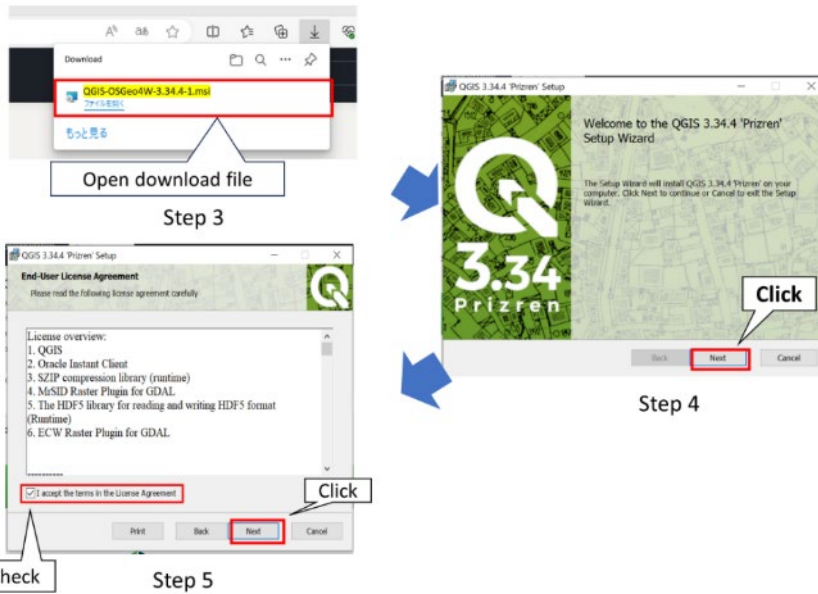 Download
QGIS-OSGeo4W-3.34.4-1.msi
ファイルを開く
もっと見る
Open download file
Step 3
QGIS 3.34.4 'Prizren' Setup
Welcome to the QGIS 3.34.4 'Prizren'
Setup Wizard
The Setup Wizard will install QGIS 3.34.4 'Prizren' on your
computer. Click Next to continue or Cancel to exit the Setup
Wizard.
3.34
Prizren
Click
Back
Next
Cancel
Step 4
QGIS 3.34.4 'Prizren' Setup
End-User License Agreement
Please read the following license agreement carefully
License overview:
1. QGIS
2. Oracle Instant Client
3. SZIP compression library (runtime)
4. MrSID Raster Plugin for GDAL
5. The HDF5 library for reading and writing HDF5 format
(Runtime)
6. ECW Raster Plugin for GDAL
----------
I accept the terms in the License Agreement
Click
Print
Back
Next
Cancel
heck
Step 5